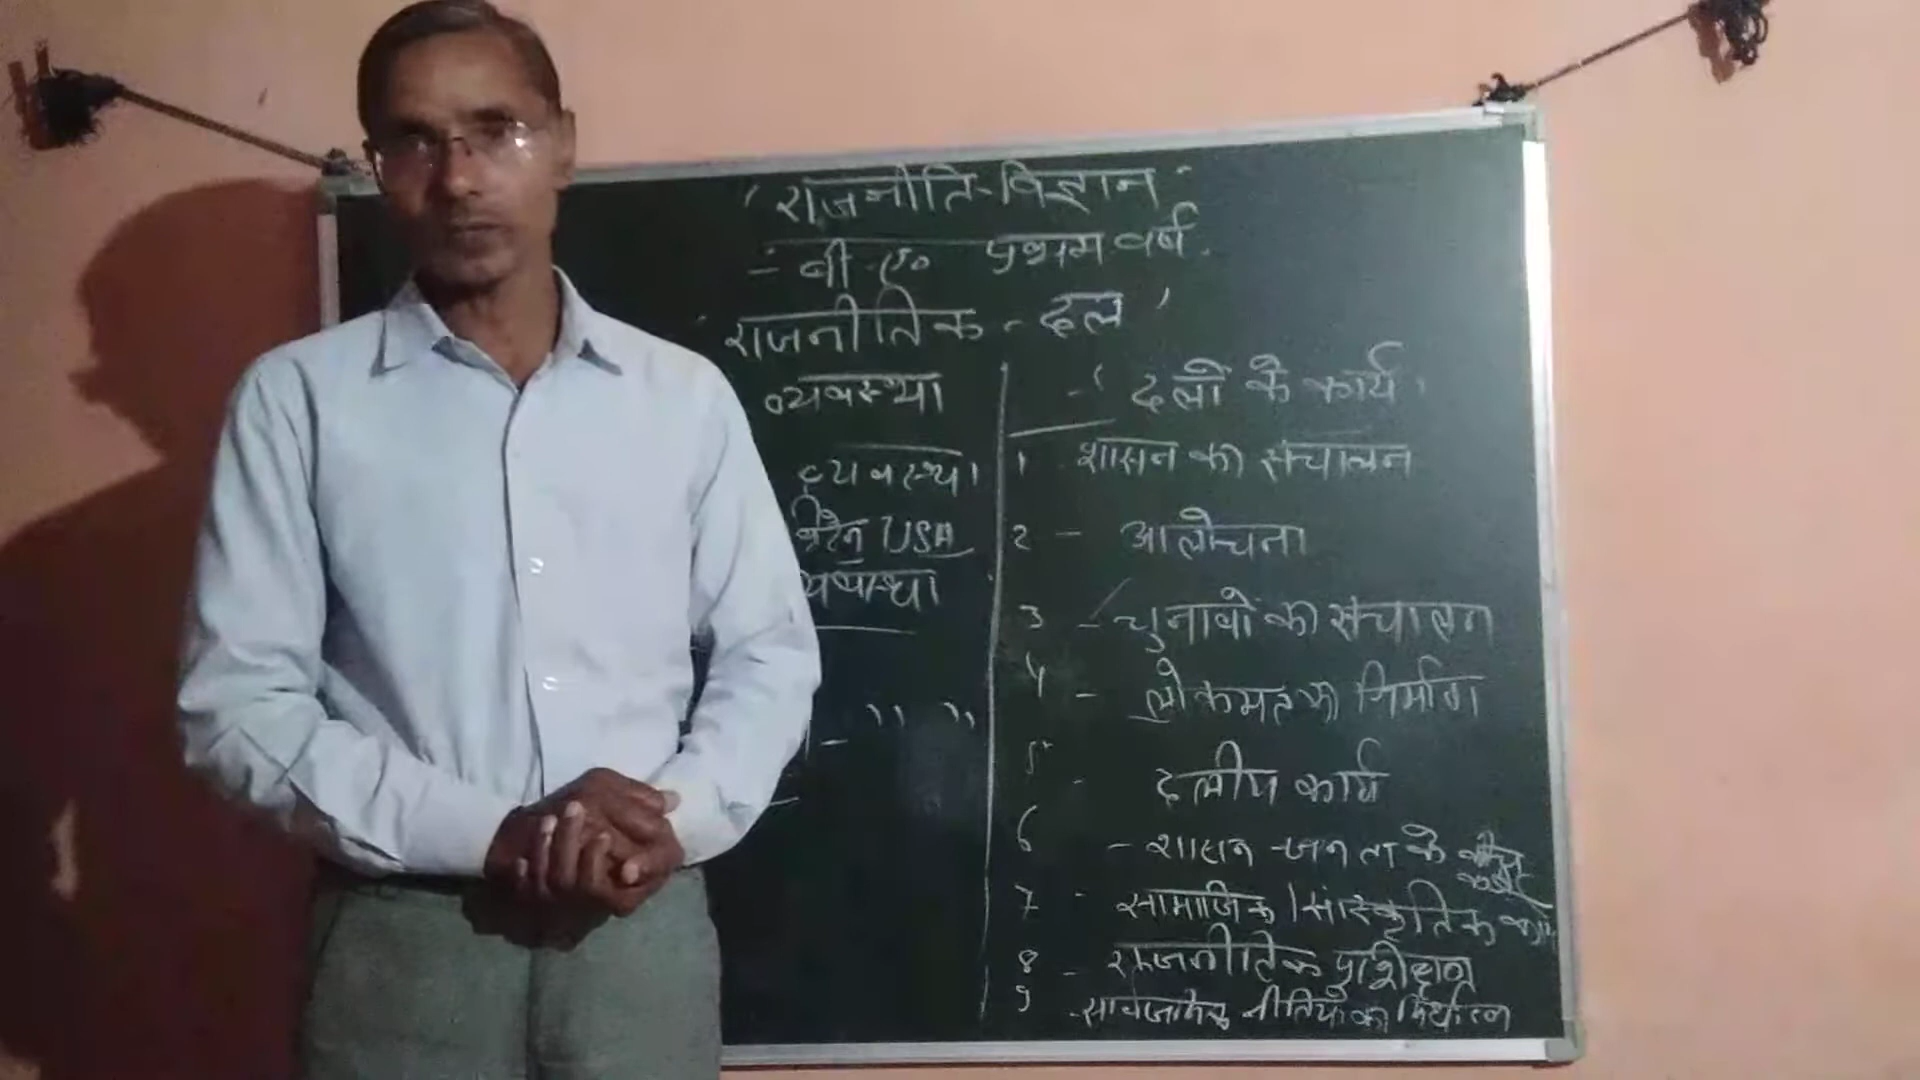 " राजनीति-विज्ञान "
- बी.ए० प्रथम वर्ष.
' राजनीतिक - दल '
व्यवस्था
व्यवस्था
ब्रिटेन USA
व्यवस्था
- " "
- ' दलों के कार्य '
1 शासन का संचालन
2 - आलोचना
3 - चुनावों का संचालन
4 - लोकमत का निर्माण
5 - दलीय कार्य
6 - शासन-जनता के बीच
7 - सामाजिक / सांस्कृतिक कार्य
8 - राजनीतिक प्रशिक्षण
9 - सार्वजनिक नीतियों का निर्धारण